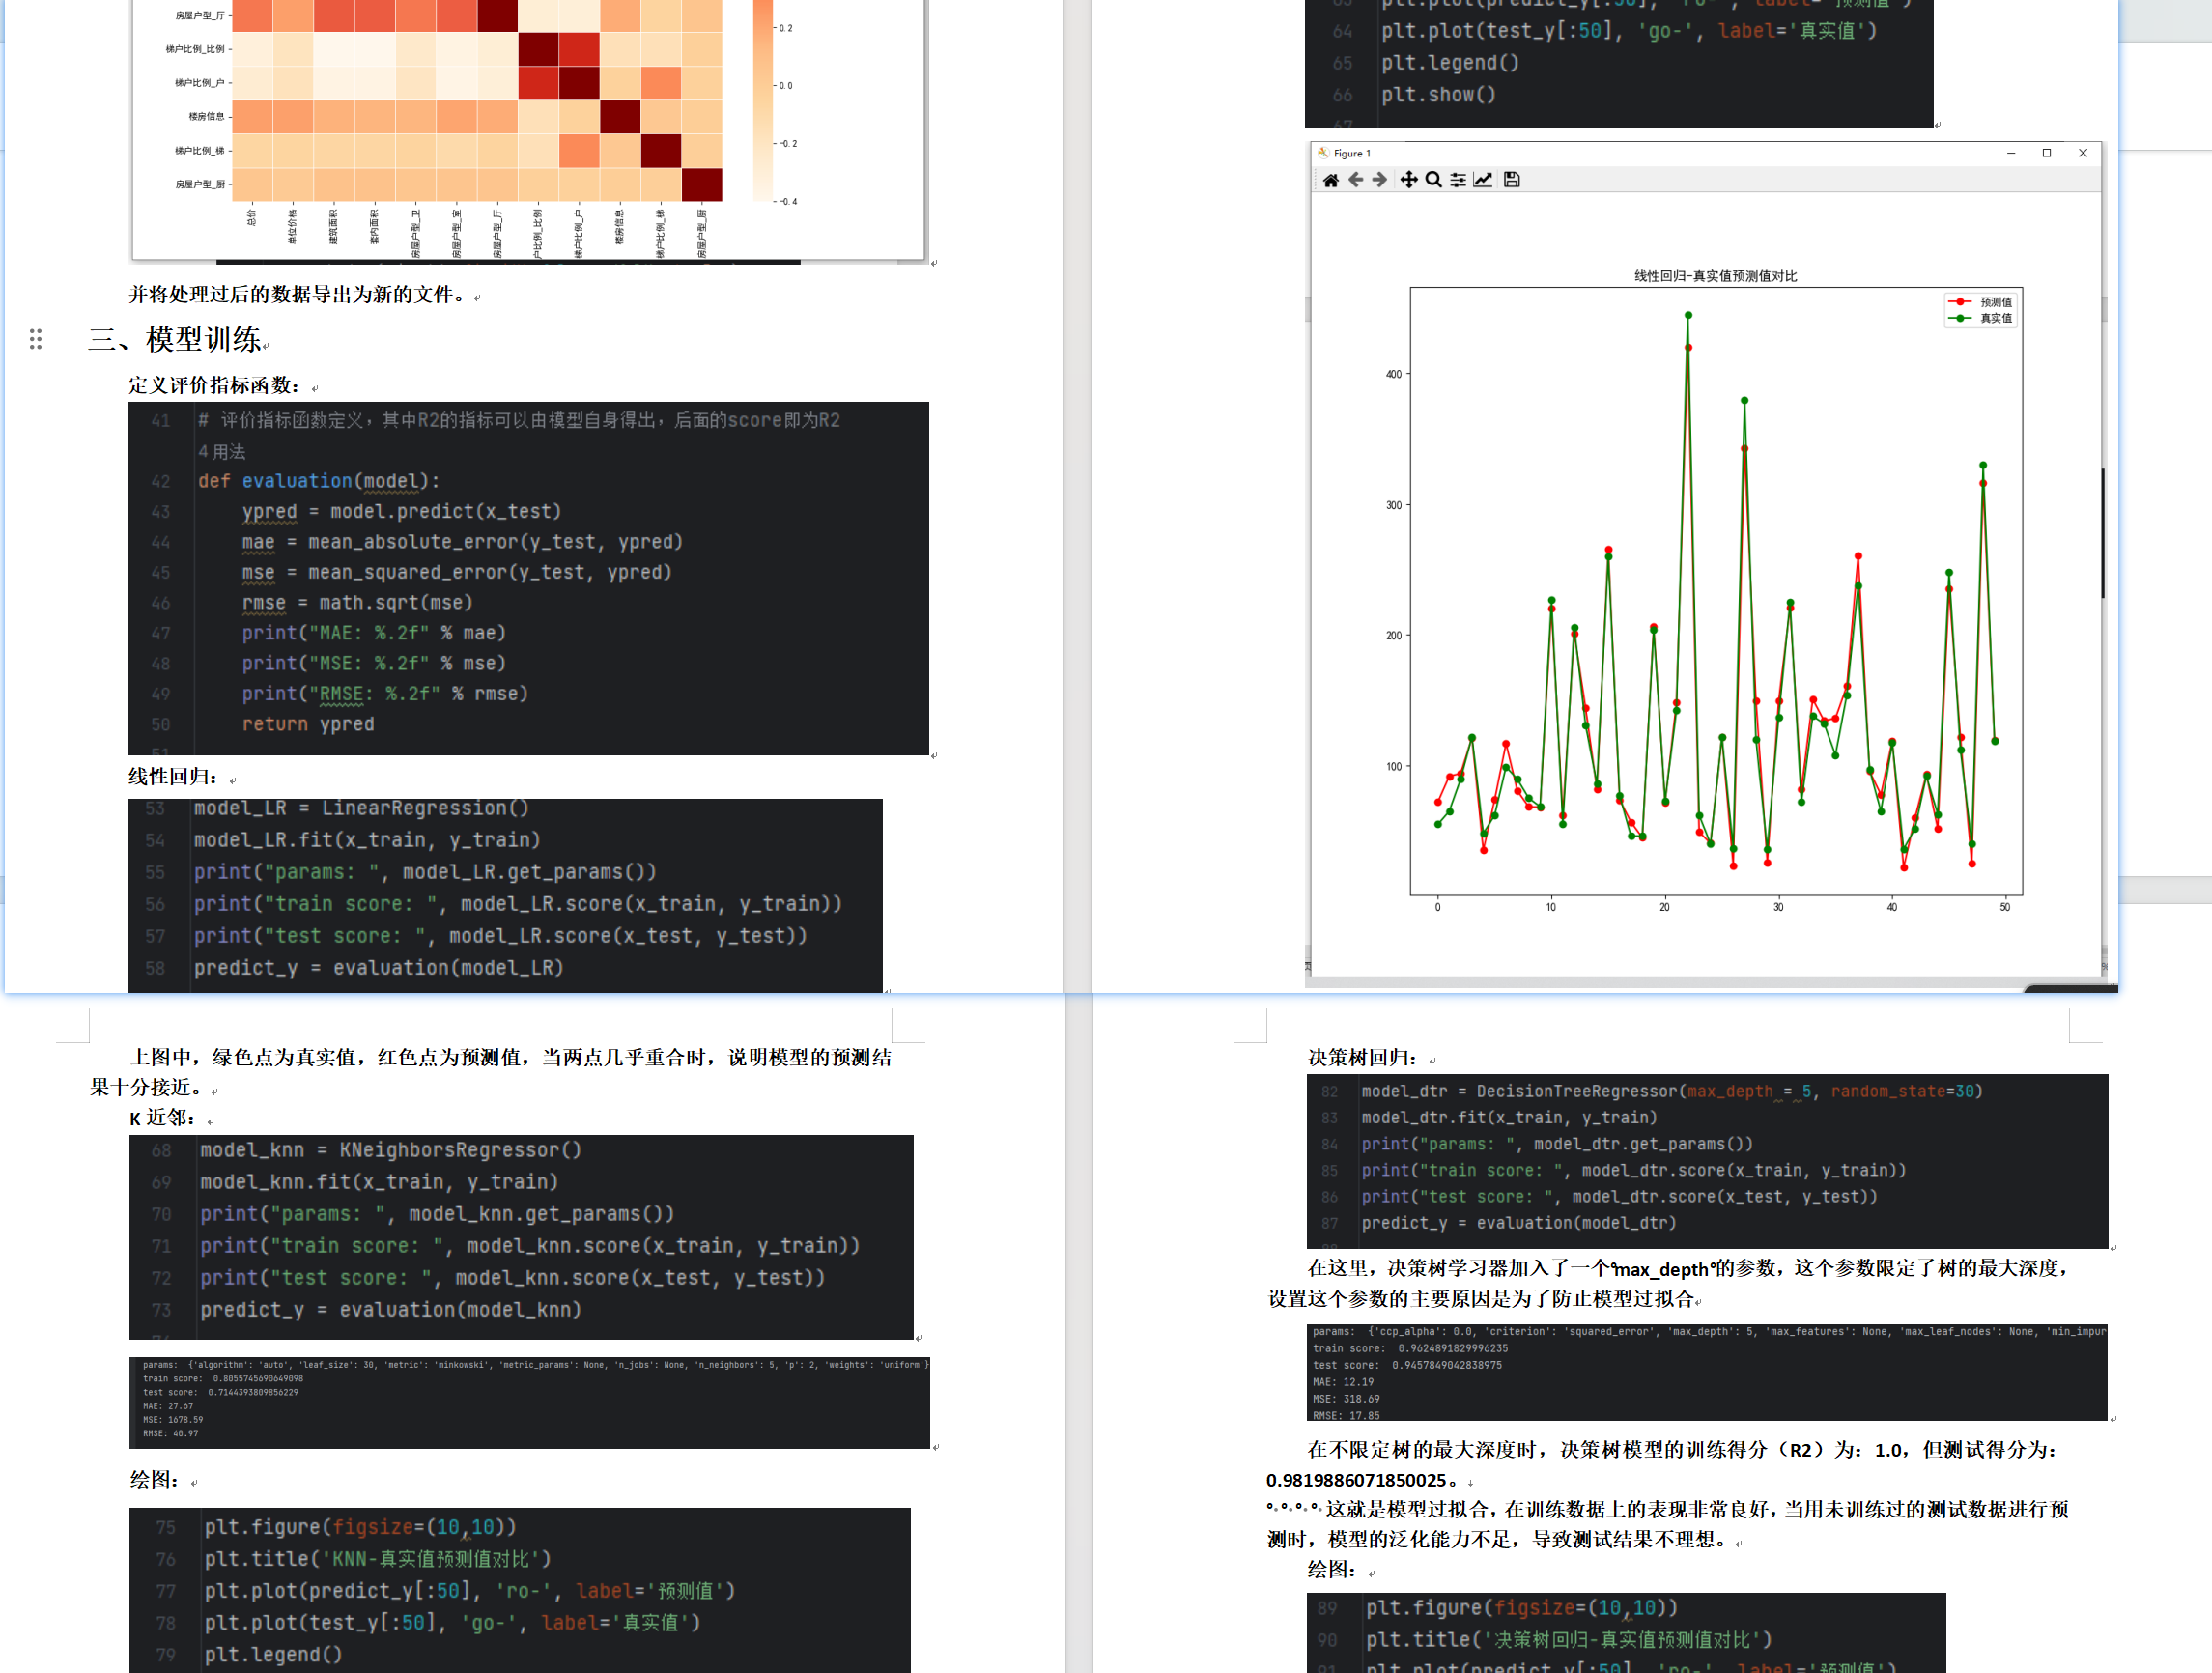 房屋户型_厅
梯户比例_比例
梯户比例_户
楼房信息
梯户比例_梯
房屋户型_厨
0.2
0.0
-0.2
-0.4
总价
单位价格
建筑面积
套内面积
房屋户型_卫
房屋户型_室
房屋户型_厅
户比例_比例
梯户比例_户
楼房信息
梯户比例_梯
房屋户型_厨
并将处理过后的数据导出为新的文件。
三、模型训练
定义评价指标函数：
41 # 评价指标函数定义，其中R2的指标可以由模型自身得出，后面的score即为R2
4 用法
42 def evaluation(model):
43 ypred = model.predict(x_test)
44 mae = mean_absolute_error(y_test, ypred)
45 mse = mean_squared_error(y_test, ypred)
46 rmse = math.sqrt(mse)
47 print("MAE: %.2f" % mae)
48 print("MSE: %.2f" % mse)
49 print("RMSE: %.2f" % rmse)
50 return ypred
51
线性回归：
53 model_LR = LinearRegression()
54 model_LR.fit(x_train, y_train)
55 print("params: ", model_LR.get_params())
56 print("train score: ", model_LR.score(x_train, y_train))
57 print("test score: ", model_LR.score(x_test, y_test))
58 predict_y = evaluation(model_LR)
63 plt.plot(predict_y[:50], 'ro-', label='预测值')
64 plt.plot(test_y[:50], 'go-', label='真实值')
65 plt.legend()
66 plt.show()
67
Figure 1
线性回归-真实值预测值对比
预测值
真实值
400
300
200
100
0 10 20 30 40 50
上图中，绿色点为真实值，红色点为预测值，当两点几乎重合时，说明模型的预测结
果十分接近。
K 近邻：
68 model_knn = KNeighborsRegressor()
69 model_knn.fit(x_train, y_train)
70 print("params: ", model_knn.get_params())
71 print("train score: ", model_knn.score(x_train, y_train))
72 print("test score: ", model_knn.score(x_test, y_test))
73 predict_y = evaluation(model_knn)
params: {'algorithm': 'auto', 'leaf_size': 30, 'metric': 'minkowski', 'metric_params': None, 'n_jobs': None, 'n_neighbors': 5, 'p': 2, 'weights': 'uniform'}
train score: 0.8055745690649098
test score: 0.7144393809856229
MAE: 27.67
MSE: 1678.59
RMSE: 40.97
绘图：
75 plt.figure(figsize=(10,10))
76 plt.title('KNN-真实值预测值对比')
77 plt.plot(predict_y[:50], 'ro-', label='预测值')
78 plt.plot(test_y[:50], 'go-', label='真实值')
79 plt.legend()
决策树回归：
82 model_dtr = DecisionTreeRegressor(max_depth = 5, random_state=30)
83 model_dtr.fit(x_train, y_train)
84 print("params: ", model_dtr.get_params())
85 print("train score: ", model_dtr.score(x_train, y_train))
86 print("test score: ", model_dtr.score(x_test, y_test))
87 predict_y = evaluation(model_dtr)
在这里，决策树学习器加入了一个 max_depth 的参数，这个参数限定了树的最大深度，
设置这个参数的主要原因是为了防止模型过拟合
params: {'ccp_alpha': 0.0, 'criterion': 'squared_error', 'max_depth': 5, 'max_features': None, 'max_leaf_nodes': None, 'min_impur
train score: 0.9624891829996235
test score: 0.9457849042838975
MAE: 12.19
MSE: 318.69
RMSE: 17.85
在不限定树的最大深度时，决策树模型的训练得分（R2）为：1.0，但测试得分为：
0.9819886071850025。
这就是模型过拟合，在训练数据上的表现非常良好，当用未训练过的测试数据进行预
测时，模型的泛化能力不足，导致测试结果不理想。
绘图：
89 plt.figure(figsize=(10,10))
90 plt.title('决策树回归-真实值预测值对比')
91 plt.plot(predict_y[:50], 'ro-', label='预测值')